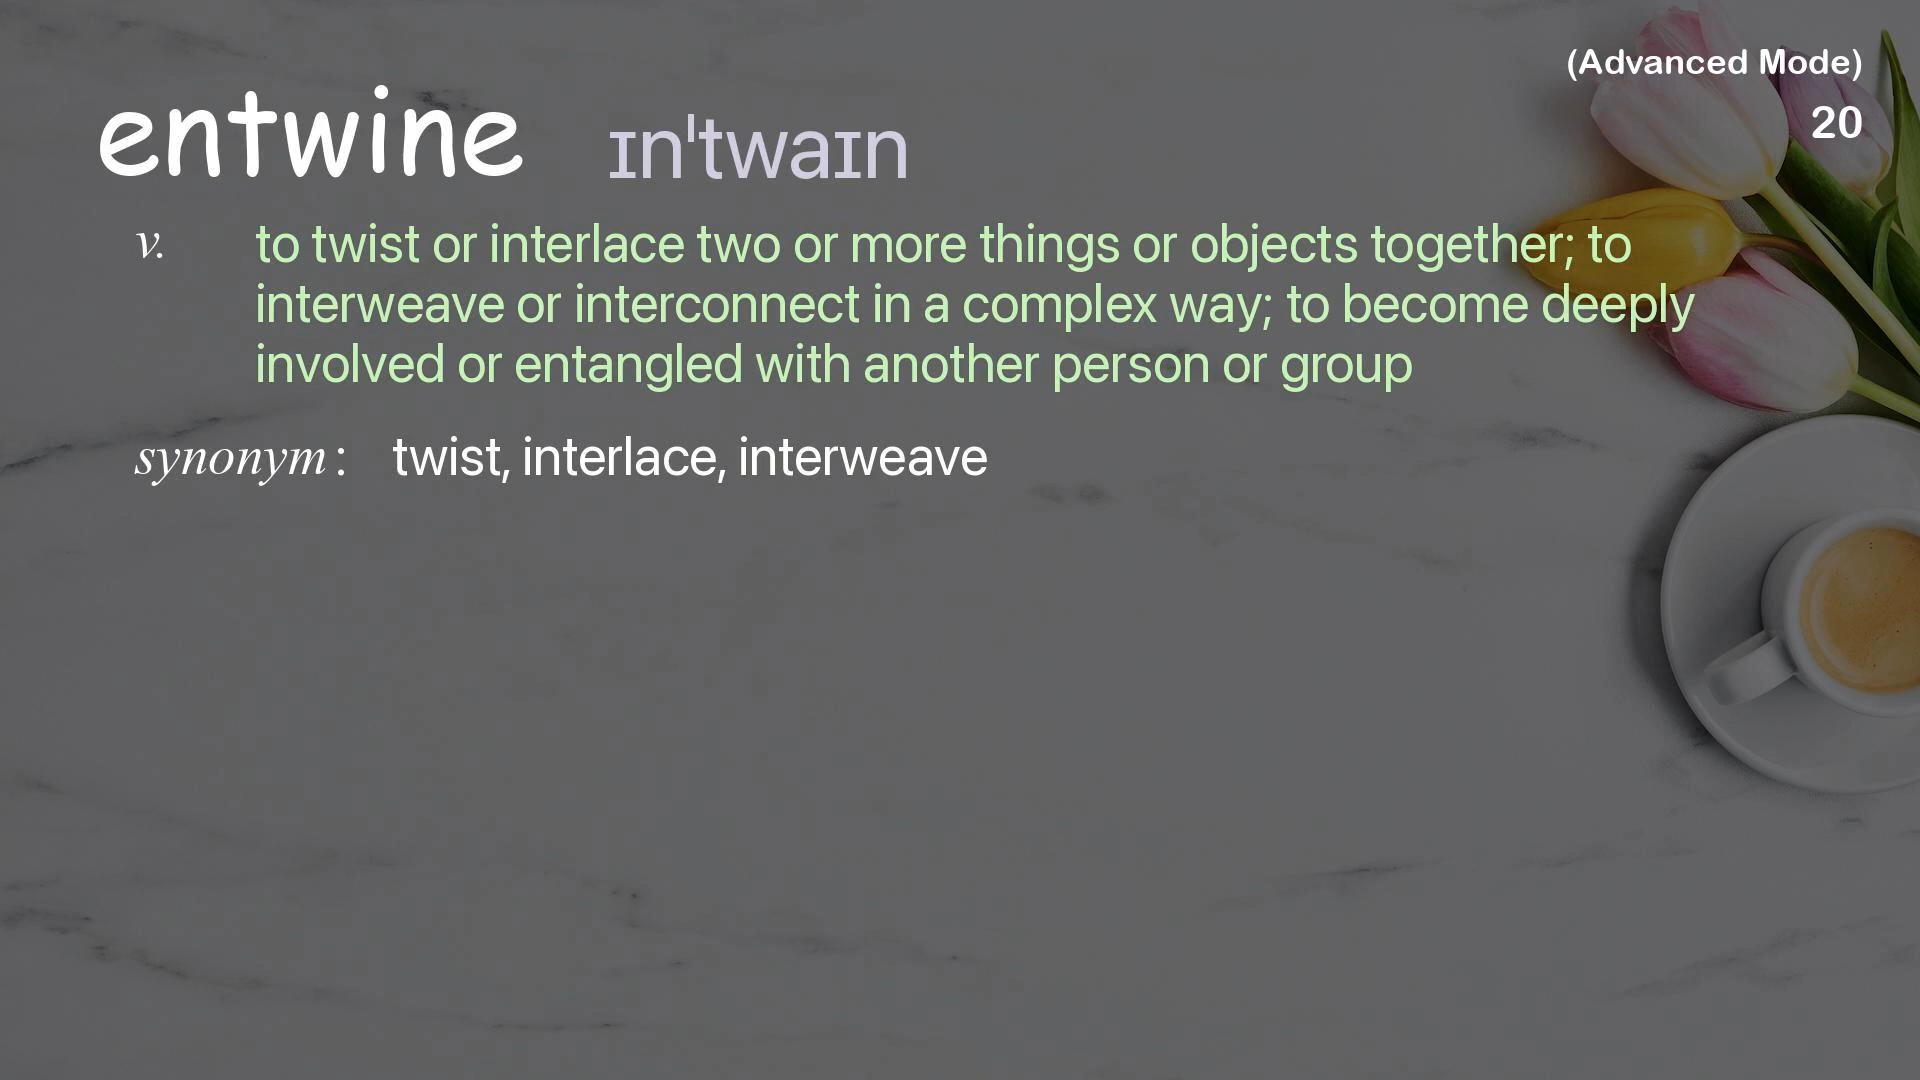 (Advanced Mode)
20
entwine ɪnˈtwaɪn
v. to twist or interlace two or more things or objects together; to
interweave or interconnect in a complex way; to become deeply
involved or entangled with another person or group
synonym : twist, interlace, interweave